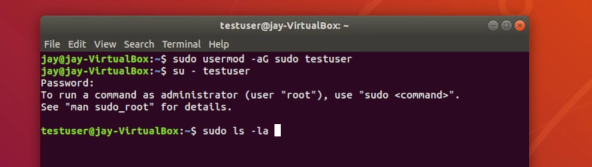 testuser@jay-VirtualBox: ~
File Edit View Search Terminal Help
jay@jay-VirtualBox:~$ sudo usermod -aG sudo testuser
jay@jay-VirtualBox:~$ su - testuser
Password:
To run a command as administrator (user "root"), use "sudo <command>".
See "man sudo_root" for details.
testuser@jay-VirtualBox:~$ sudo ls -la